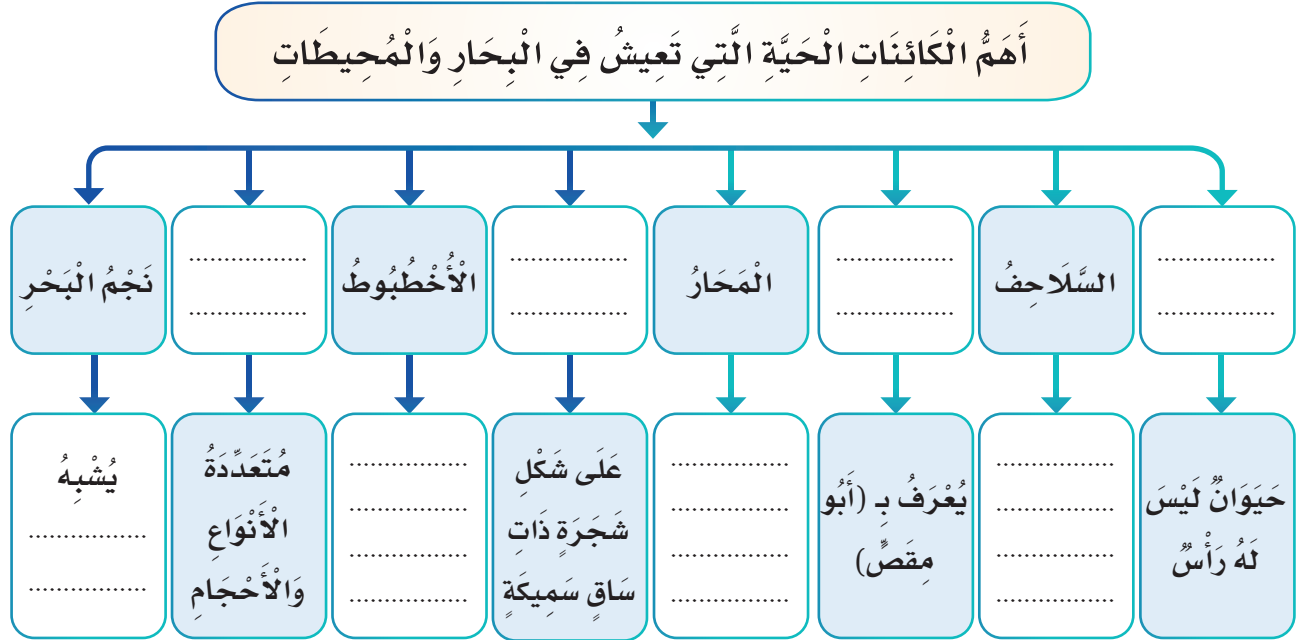 أَهَمُّ الْكَائِنَاتِ الْحَيَّةِ الَّتِي تَعِيشُ فِي الْبِحَارِ وَالْمُحِيطَاتِ
..................
..................
السَّلَاحِفُ
..................
..................
الْمَحَارُ
..................
..................
الْأُخْطُبُوطُ
..................
..................
نَجْمُ الْبَحْرِ
حَيَوَانٌ لَيْسَ
لَهُ رَأْسٌ
..................
..................
..................
..................
يُعْرَفُ بِـ (أَبُو
مِقَصٍّ)
..................
..................
..................
..................
عَلَى شَكْلِ
شَجَرَةٍ ذَاتِ
سَاقٍ سَمِيكَةٍ
..................
..................
..................
..................
مُتَعَدِّدَةُ
الْأَنْوَاعِ
وَالْأَحْجَامِ
يُشْبِهُ
..................
..................